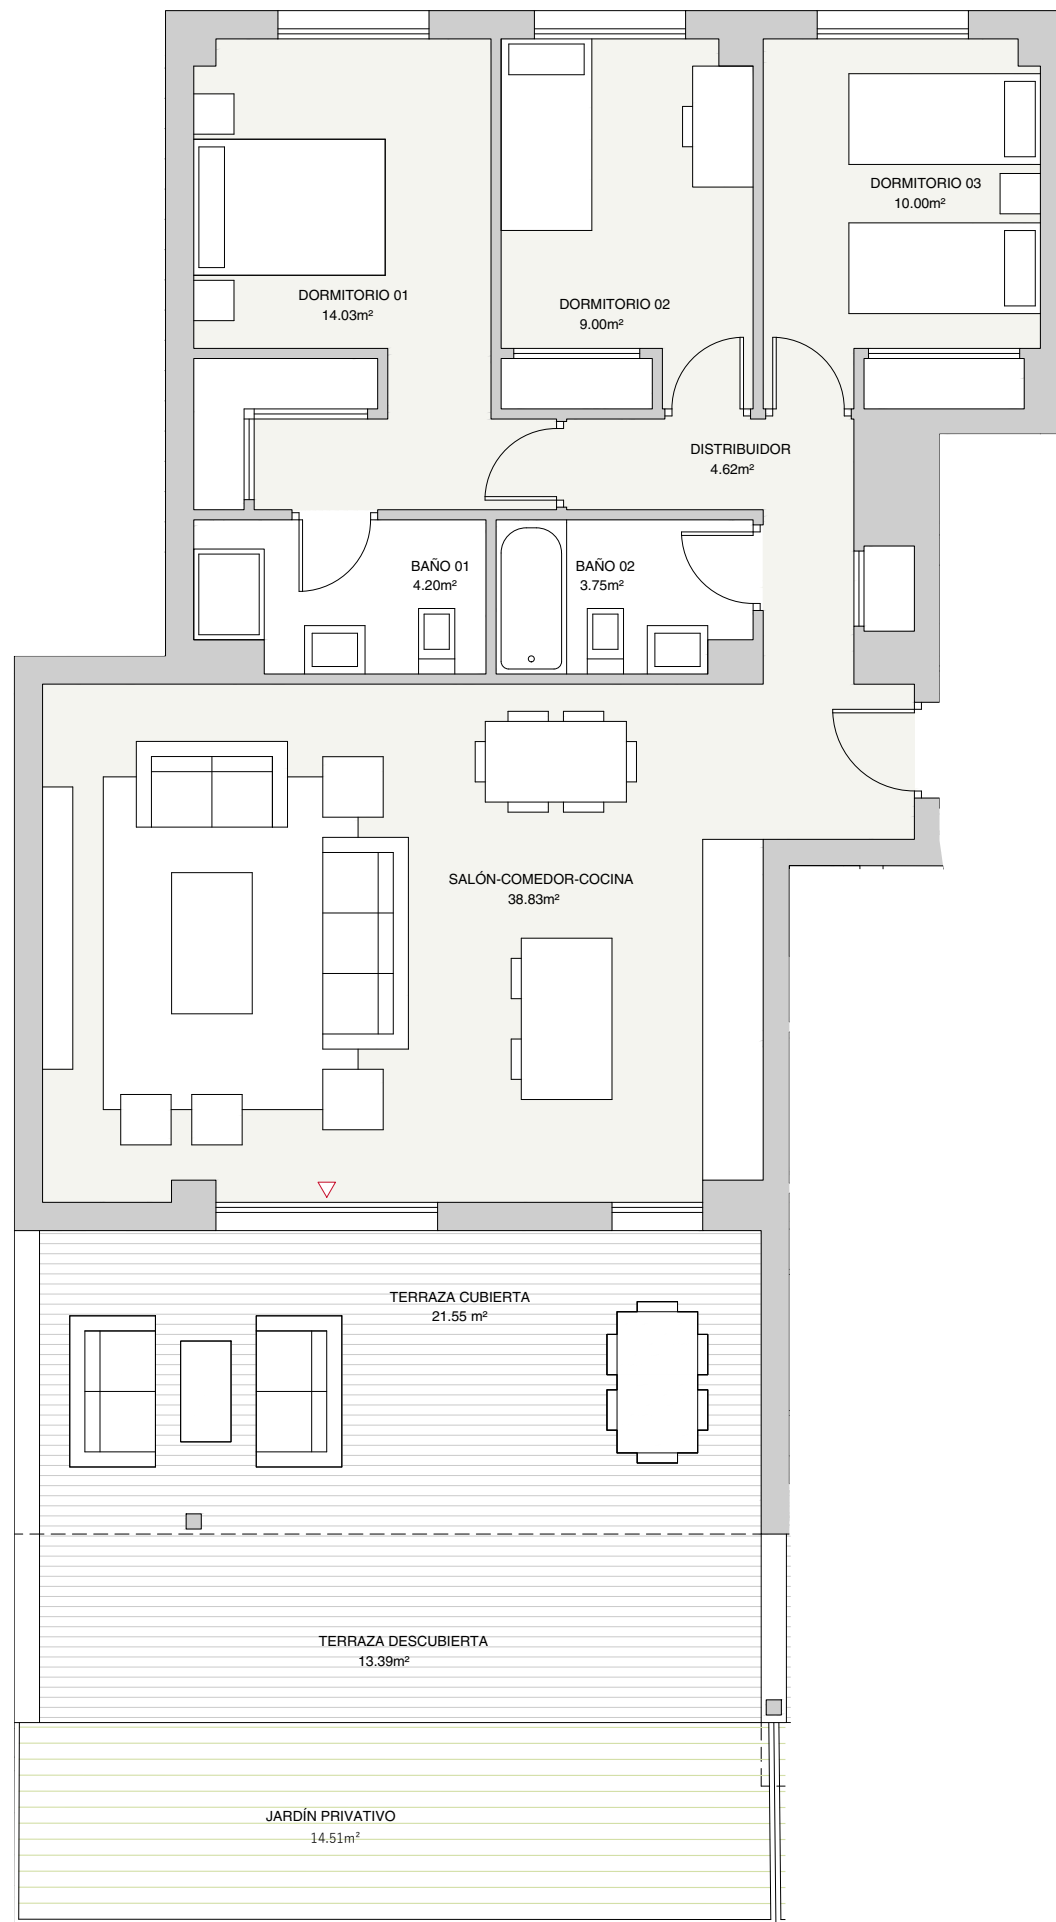 DORMITORIO 03
10.00m²
DORMITORIO 01
14.03m²
DORMITORIO 02
9.00m²
DISTRIBUIDOR
4.62m²
BAÑO 01
4.20m²
BAÑO 02
3.75m²
SALÓN-COMEDOR-COCINA
38.83m²
TERRAZA CUBIERTA
21.55 m²
TERRAZA DESCUBIERTA
13.39m²
JARDÍN PRIVATIVO
14.51m²